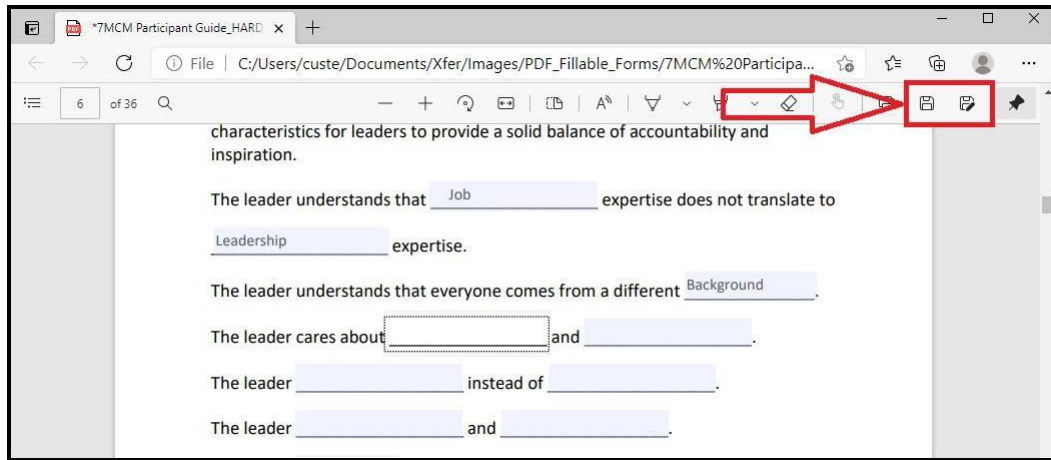 *7MCM Participant Guide_HARD
File | C:/Users/custe/Documents/Xfer/Images/PDF_Fillable_Forms/7MCM%20Participa...
6 of 36
characteristics for leaders to provide a solid balance of accountability and
inspiration.
The leader understands that Job expertise does not translate to
Leadership expertise.
The leader understands that everyone comes from a different Background.
The leader cares about and .
The leader instead of .
The leader and .